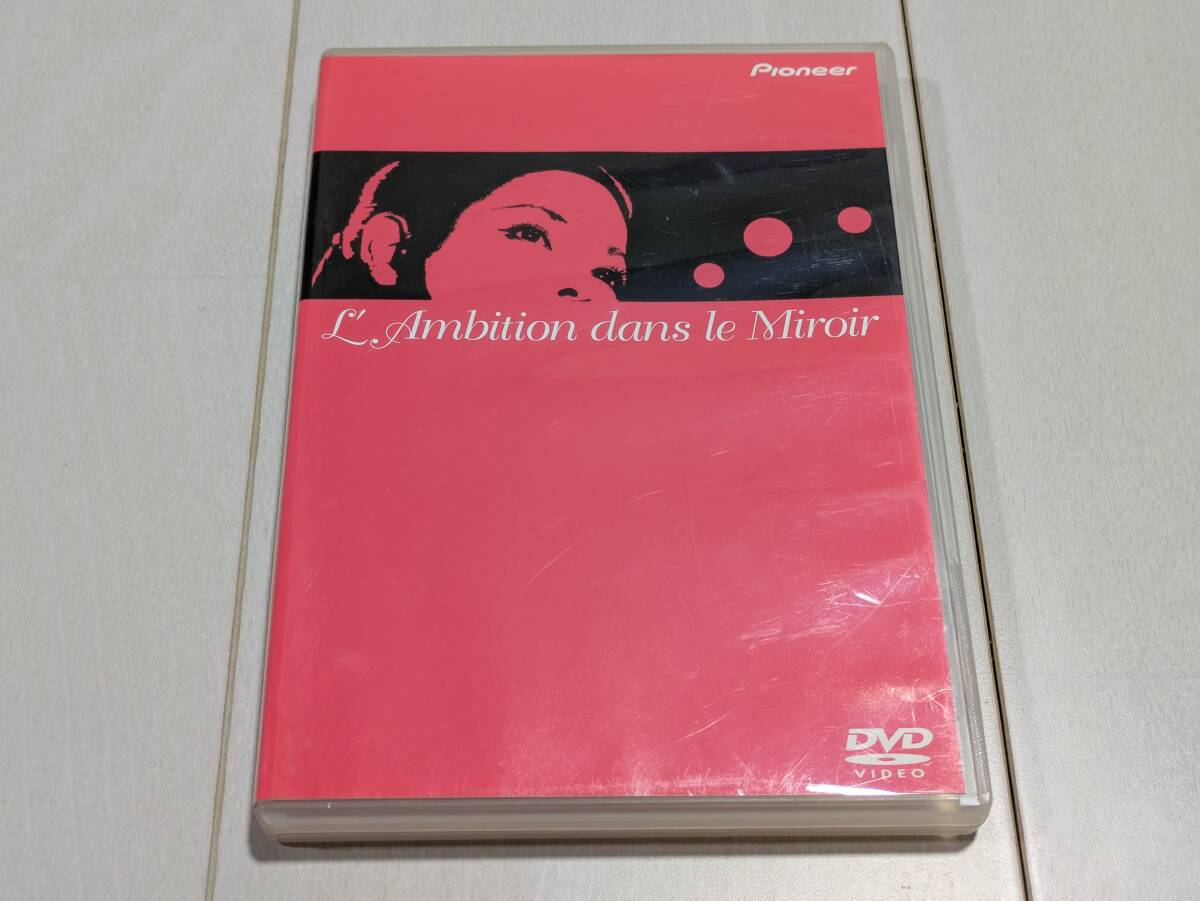 Pioneer
L'Ambition dans le Miroir
DVD
VIDEO